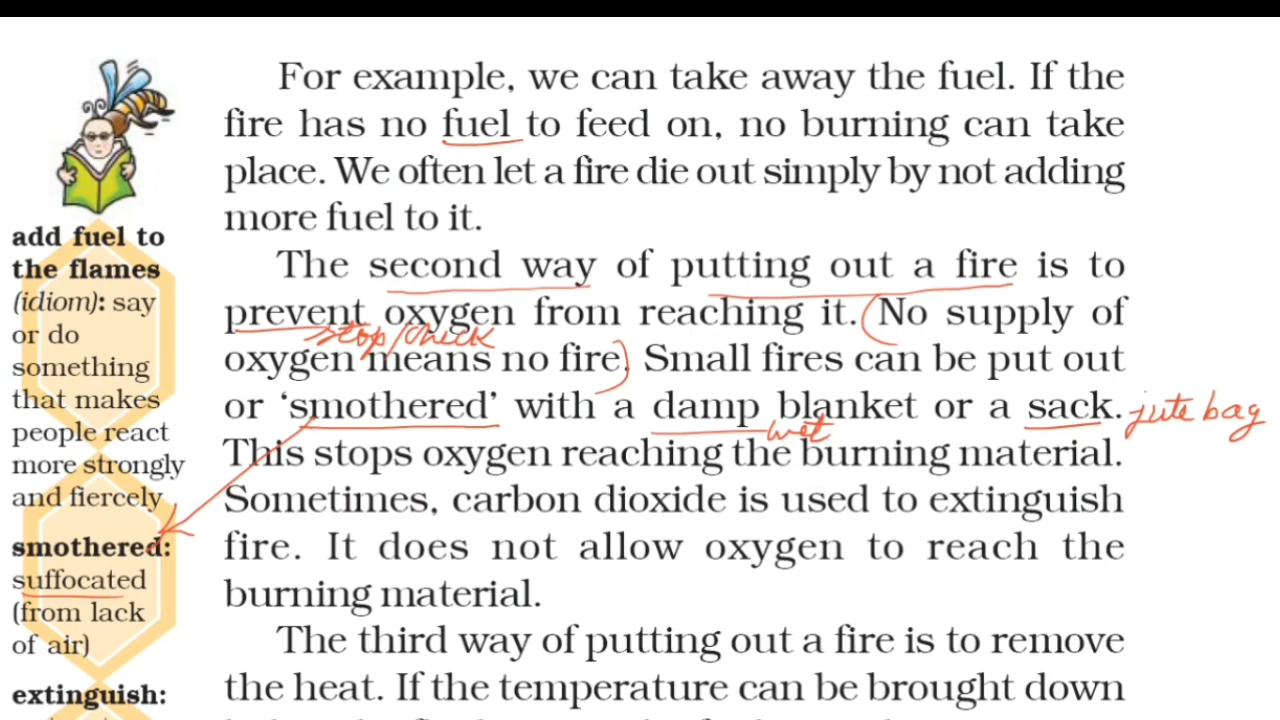 For example, we can take away the fuel. If the
fire has no fuel to feed on, no burning can take
place. We often let a fire die out simply by not adding
more fuel to it.
The second way of putting out a fire is to
prevent oxygen from reaching it. No supply of
stop/check
oxygen means no fire. Small fires can be put out
or ‘smothered’ with a damp blanket or a sack. jute bag
wet
This stops oxygen reaching the burning material.
Sometimes, carbon dioxide is used to extinguish
fire. It does not allow oxygen to reach the
burning material.
The third way of putting out a fire is to remove
the heat. If the temperature can be brought down
add fuel to
the flames
(idiom): say
or do
something
that makes
people react
more strongly
and fiercely
smothered:
suffocated
(from lack
of air)
extinguish: